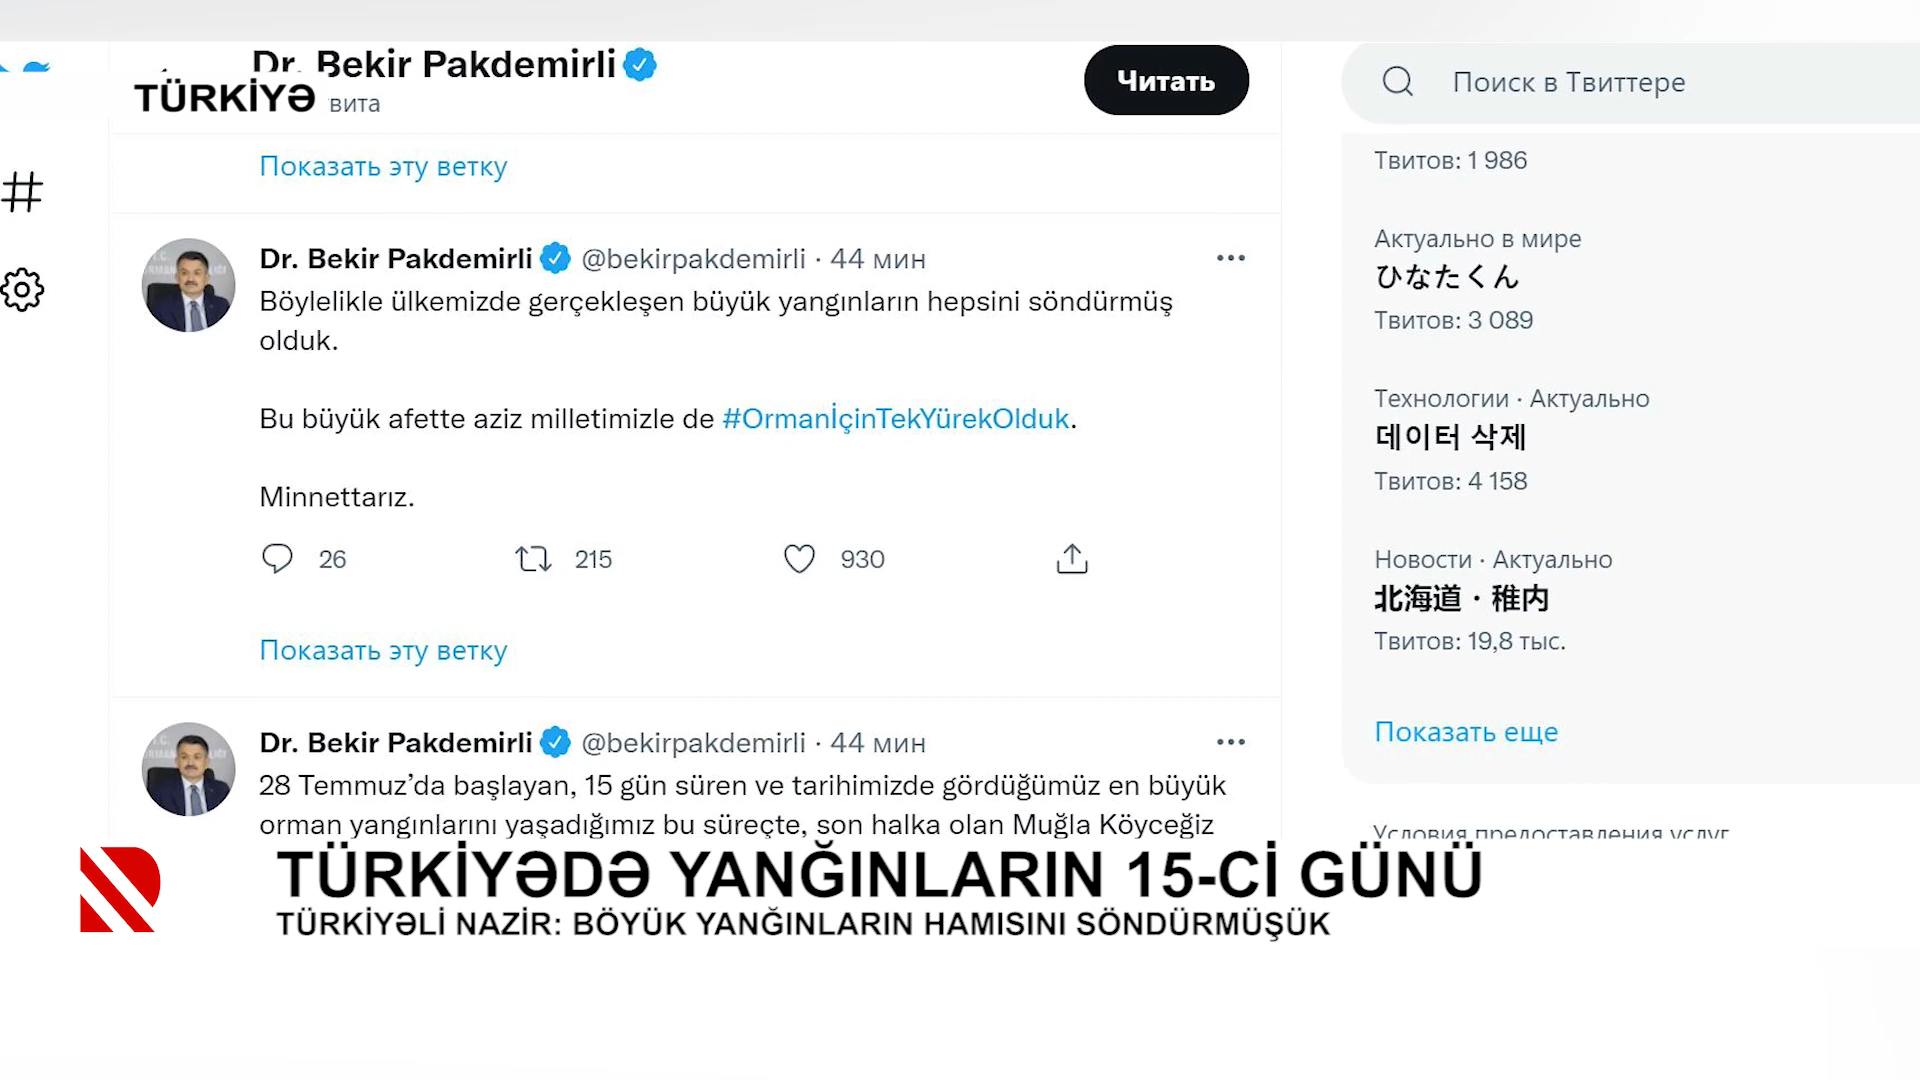 Dr. Bekir Pakdemirli
TÜRKİYƏ
вита
Читать
Поиск в Твиттере
Показать эту ветку
Dr. Bekir Pakdemirli @bekirpakdemirli · 44 мин
Böylelikle ülkemizde gerçekleşen büyük yangınların hepsini söndürmüş
olduk.
Bu büyük afette aziz milletimizle de #OrmanİçinTekYürekOlduk.
Minnettarız.
26 215 930
Показать эту ветку
Dr. Bekir Pakdemirli @bekirpakdemirli · 44 мин
28 Temmuz’da başlayan, 15 gün süren ve tarihimizde gördüğümüz en büyük
orman yangınlarını yaşadığımız bu süreçte, son halka olan Muğla Köyceğiz
Твитов: 1 986
Актуально в мире
ひなたくん
Твитов: 3 089
Технологии · Актуально
데이터 삭제
Твитов: 4 158
Новости · Актуально
北海道・稚内
Твитов: 19,8 тыс.
Показать еще
Условия предоставления услуг
TÜRKİYƏDƏ YANĞINLARIN 15-Cİ GÜNÜ
TÜRKİYƏLİ NAZİR: BÖYÜK YANĞINLARIN HAMISINI SÖNDÜRMÜŞÜK